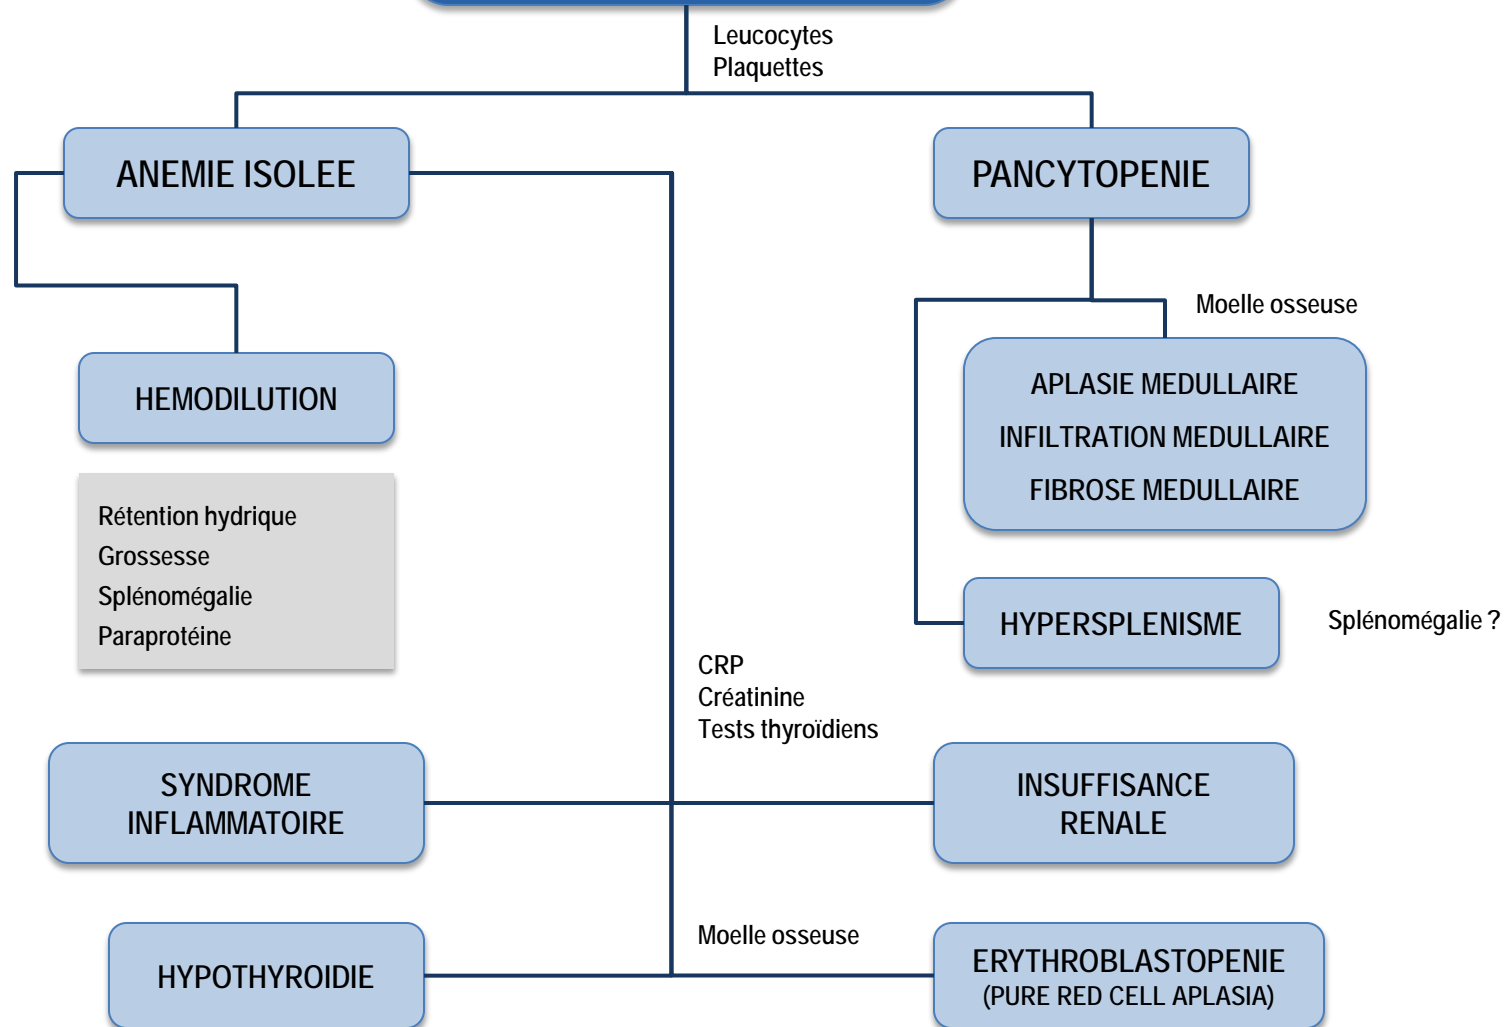 Leucocytes
Plaquettes
ANEMIE ISOLEE
PANCYTOPENIE
Moelle osseuse
HEMODILUTION
APLASIE MEDULLAIRE
INFILTRATION MEDULLAIRE
FIBROSE MEDULLAIRE
Rétention hydrique
Grossesse
Splénomégalie
Paraprotéine
HYPERSPLENISME
Splénomégalie ?
CRP
Créatinine
Tests thyroïdiens
SYNDROME
INFLAMMATOIRE
INSUFFISANCE
RENALE
Moelle osseuse
HYPOTHYROIDIE
ERYTHROBLASTOPENIE
(PURE RED CELL APLASIA)